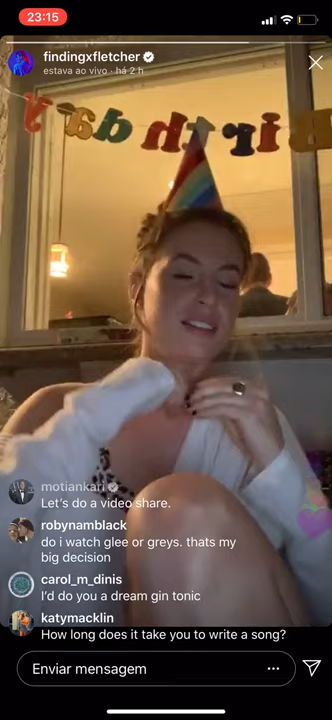 23:15
findingxfletcher
estava ao vivo · há 2 h
Birthday
motiankari
Let's do a video share.
robynamblack
do i watch glee or greys. thats my
big decision
carol_m_dinis
I'd do you a dream gin tonic
katymacklin
How long does it take you to write a song?
Enviar mensagem